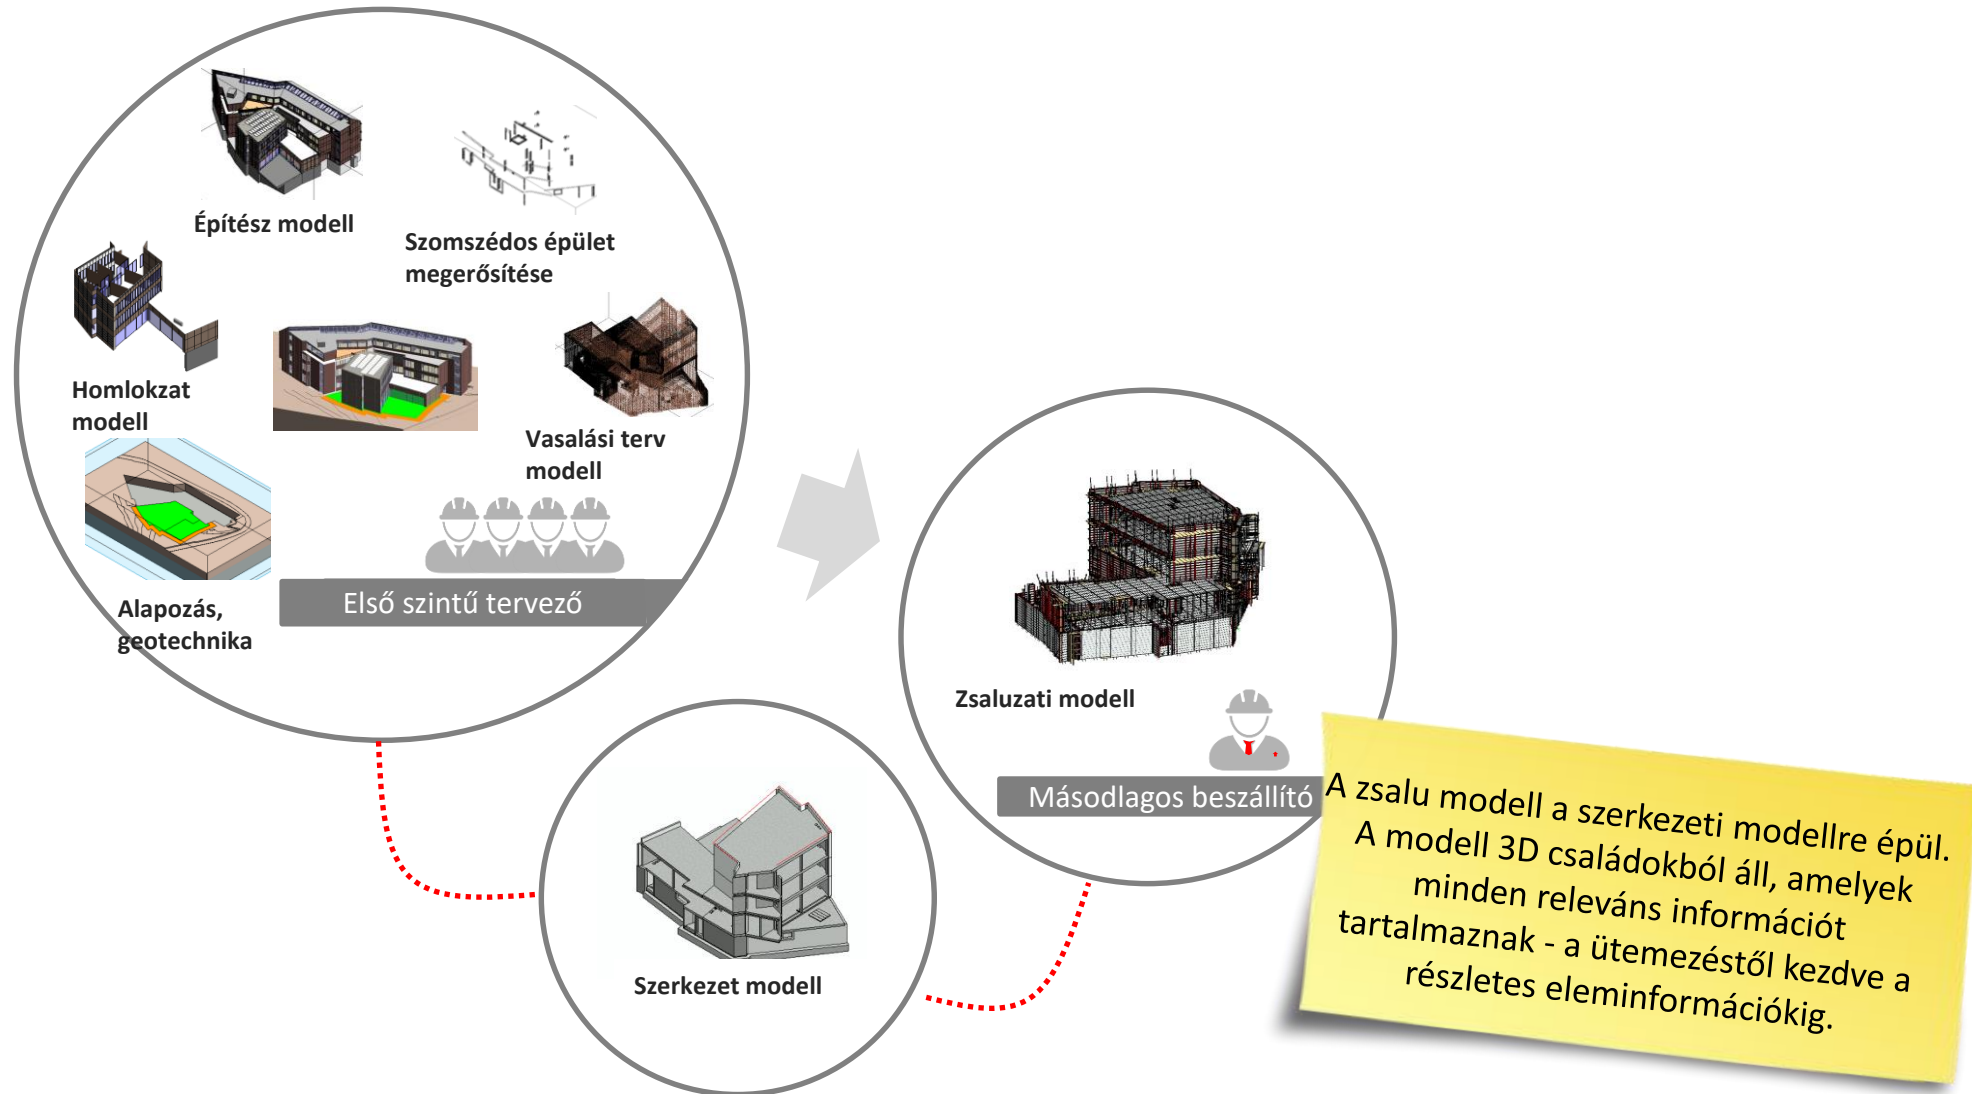 Építész modell
Szomszédos épület
megerősítése
Homlokzat
modell
Vasalási terv
modell
Alapozás,
geotechnika
Első szintű tervező
Zsaluzati modell
Másodlagos beszállító
Szerkezet modell
A zsalu modell a szerkezeti modellre épül.
A modell 3D családokból áll, amelyek
minden releváns információt
tartalmaznak - a ütemezéstől kezdve a
részletes eleminformációkig.